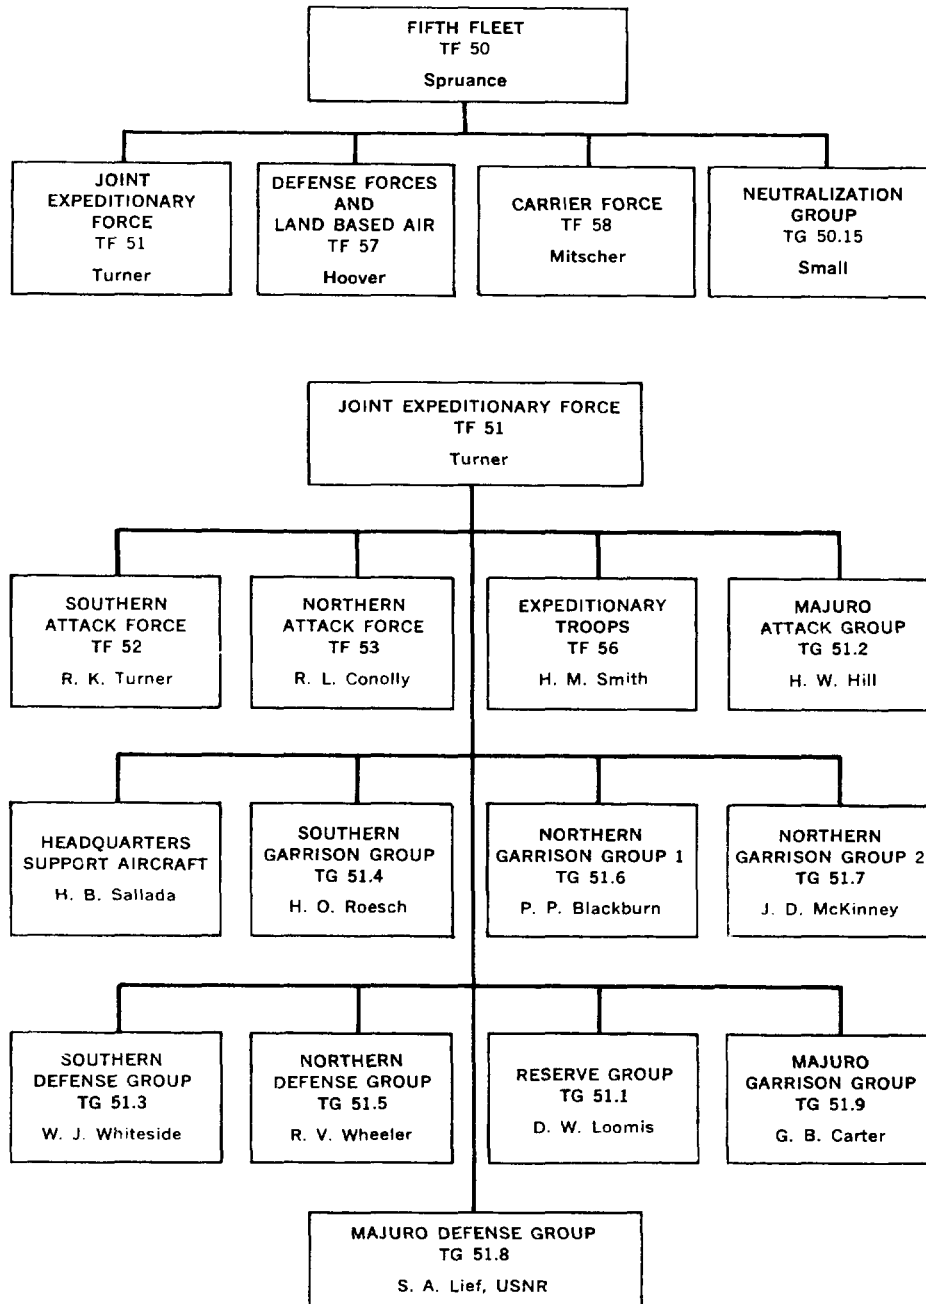 FIFTH FLEET
TF 50
Spruance
JOINT
EXPEDITIONARY
FORCE
TF 51
Turner
DEFENSE FORCES
AND
LAND BASED AIR
TF 57
Hoover
CARRIER FORCE
TF 58
Mitscher
NEUTRALIZATION
GROUP
TG 50.15
Small
JOINT EXPEDITIONARY FORCE
TF 51
Turner
SOUTHERN
ATTACK FORCE
TF 52
R. K. Turner
NORTHERN
ATTACK FORCE
TF 53
R. L. Conolly
EXPEDITIONARY
TROOPS
TF 56
H. M. Smith
MAJURO
ATTACK GROUP
TG 51.2
H. W. Hill
HEADQUARTERS
SUPPORT AIRCRAFT
H. B. Sallada
SOUTHERN
GARRISON GROUP
TG 51.4
H. O. Roesch
NORTHERN
GARRISON GROUP 1
TG 51.6
P. P. Blackburn
NORTHERN
GARRISON GROUP 2
TG 51.7
J. D. McKinney
SOUTHERN
DEFENSE GROUP
TG 51.3
W. J. Whiteside
NORTHERN
DEFENSE GROUP
TG 51.5
R. V. Wheeler
RESERVE GROUP
TG 51.1
D. W. Loomis
MAJURO
GARRISON GROUP
TG 51.9
G. B. Carter
MAJURO DEFENSE GROUP
TG 51.8
S. A. Lief, USNR